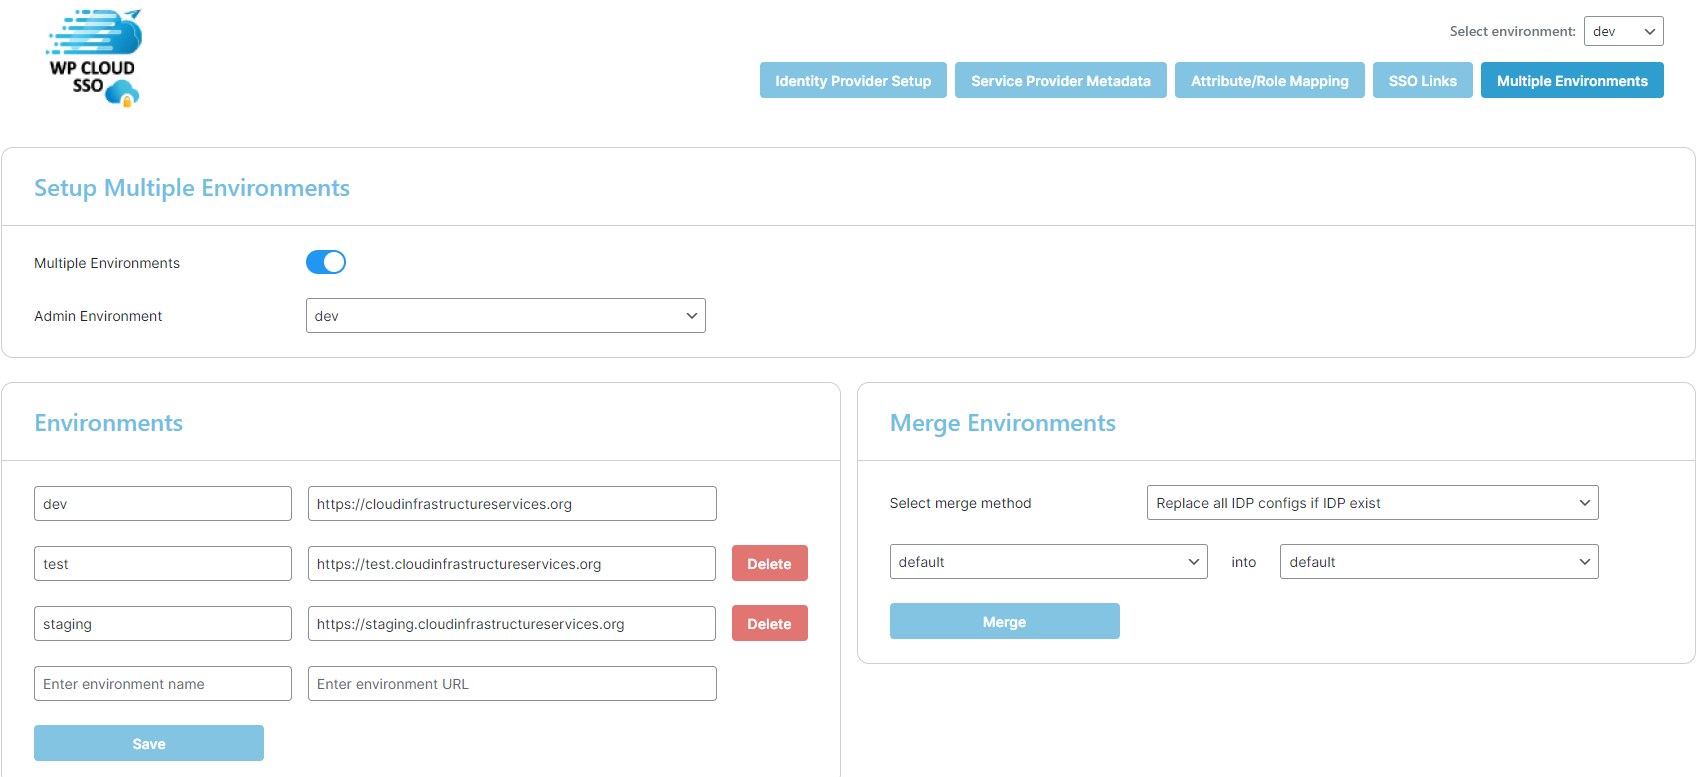 WP CLOUD
SSO
Select environment: dev
Identity Provider Setup Service Provider Metadata Attribute/Role Mapping SSO Links Multiple Environments
Setup Multiple Environments
Multiple Environments
Admin Environment dev
Environments
dev https://cloudinfrastructureservices.org
test https://test.cloudinfrastructureservices.org Delete
staging https://staging.cloudinfrastructureservices.org Delete
Enter environment name Enter environment URL
Save
Merge Environments
Select merge method Replace all IDP configs if IDP exist
default into default
Merge